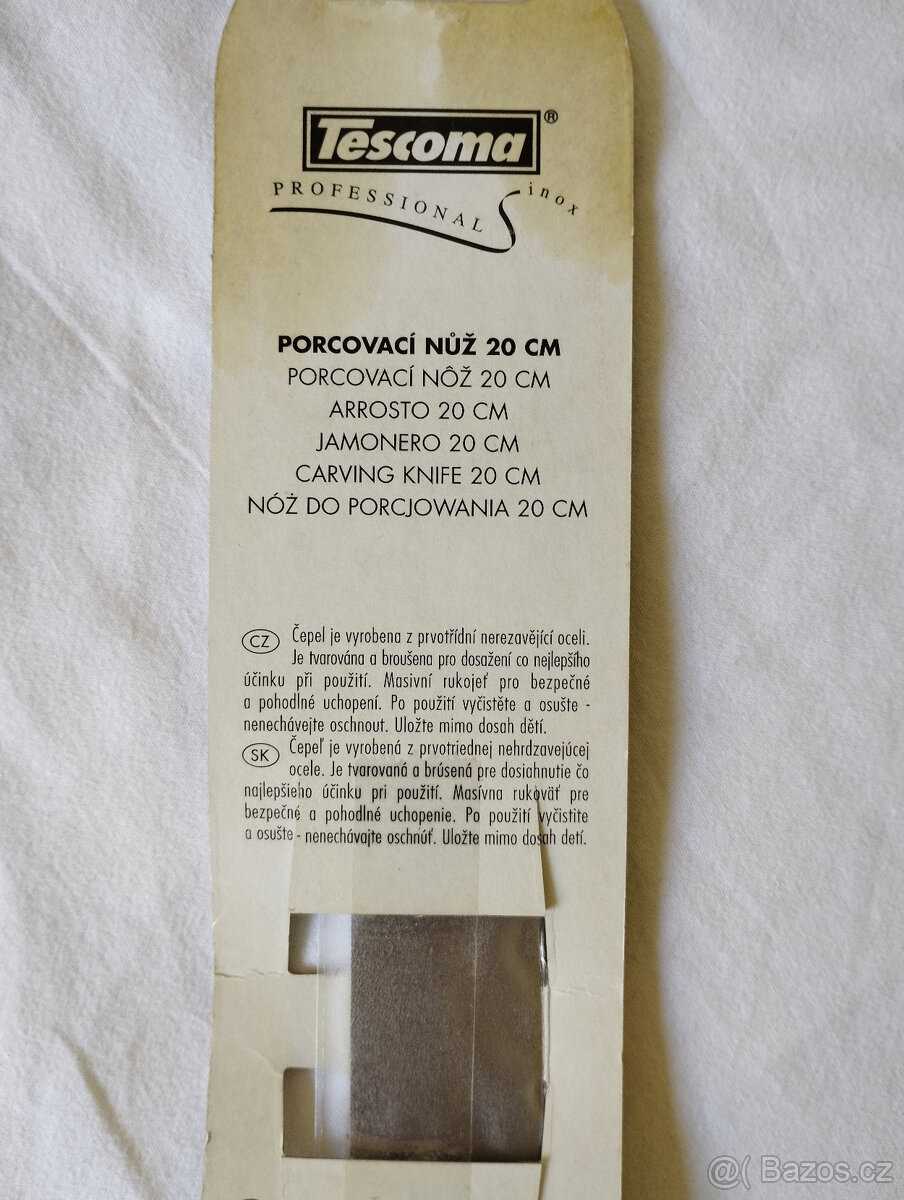 Tescoma®
PROFESSIONAL inox
PORCOVACÍ NŮŽ 20 CM
PORCOVACÍ NÔŽ 20 CM
ARROSTO 20 CM
JAMONERO 20 CM
CARVING KNIFE 20 CM
NÓŻ DO PORCJOWANIA 20 CM
CZ Čepel je vyrobena z prvotřídní nerezavějící oceli.
Je tvarována a broušena pro dosažení co nejlepšího
účinku při použití. Masivní rukojeť pro bezpečné
a pohodlné uchopení. Po použití vyčistěte a osušte -
nenechávejte oschnout. Uložte mimo dosah dětí.
SK Čepeľ je vyrobená z prvotriednej nehrdzavejúcej
ocele. Je tvarovaná a brúsená pre dosiahnutie čo
najlepšieho účinku pri použití. Masívna rukoväť pre
bezpečné a pohodlné uchopenie. Po použití vyčistite
a osušte - nenechávajte oschnúť. Uložte mimo dosah detí.
@( Bazos.cz